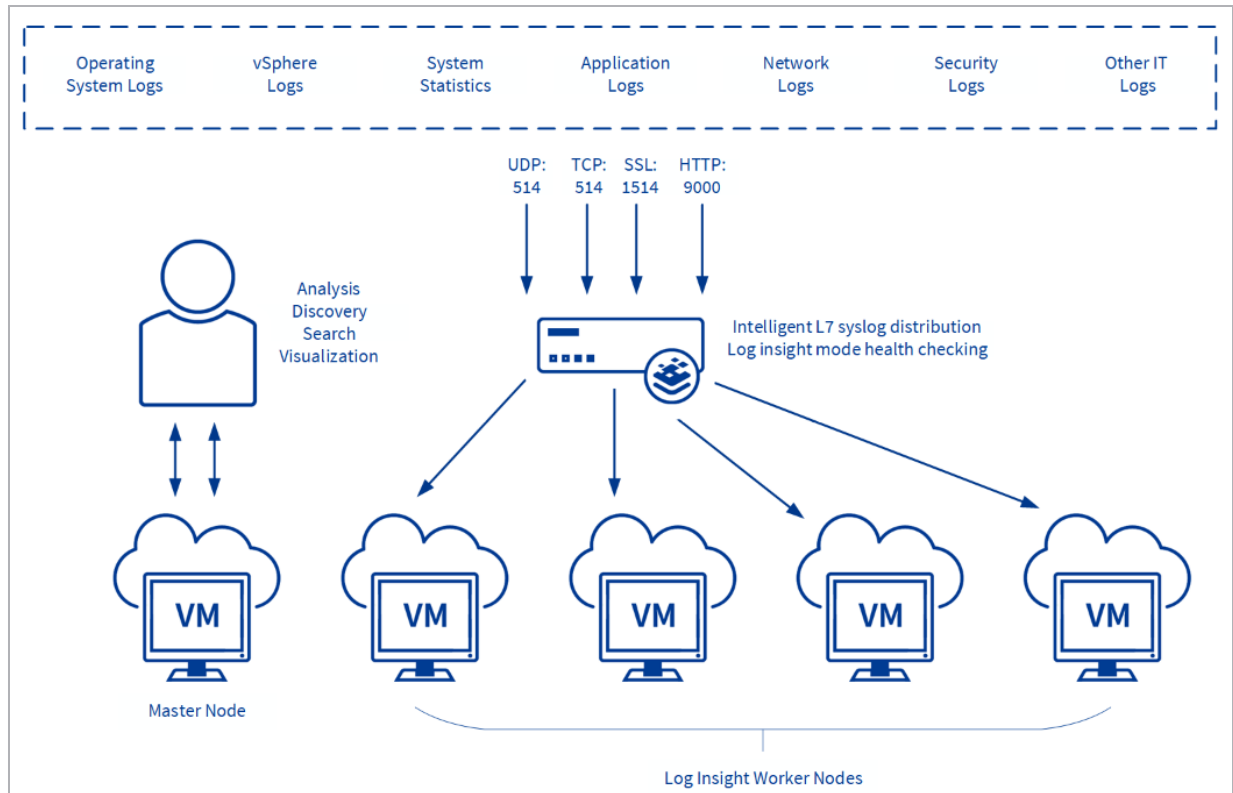 Operating
System Logs
vSphere
Logs
System
Statistics
Application
Logs
Network
Logs
Security
Logs
Other IT
Logs
UDP:
514
TCP:
514
SSL:
1514
HTTP:
9000
Analysis
Discovery
Search
Visualization
Intelligent L7 syslog distribution
Log insight mode health checking
VM
VM
VM
VM
VM
Master Node
Log Insight Worker Nodes